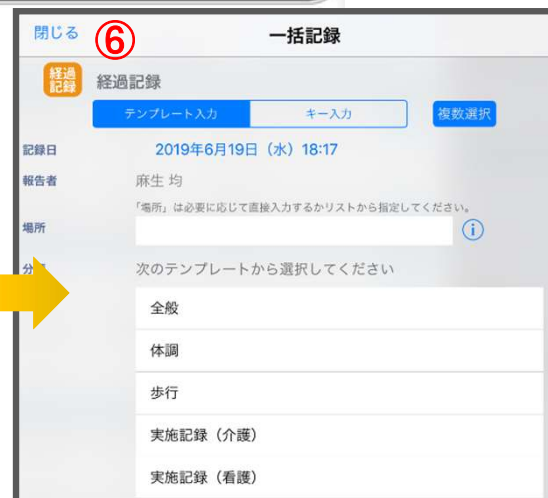 閉じる ⑥ 一括記録
経過記録 経過記録
テンプレート入力 キー入力 複数選択
記録日 2019年6月19日（水）18:17
報告者 麻生 均
「場所」は必要に応じて直接入力するかリストから指定してください。
場所 i
分 次のテンプレートから選択してください
全般
体調
歩行
実施記録（介護）
実施記録（看護）